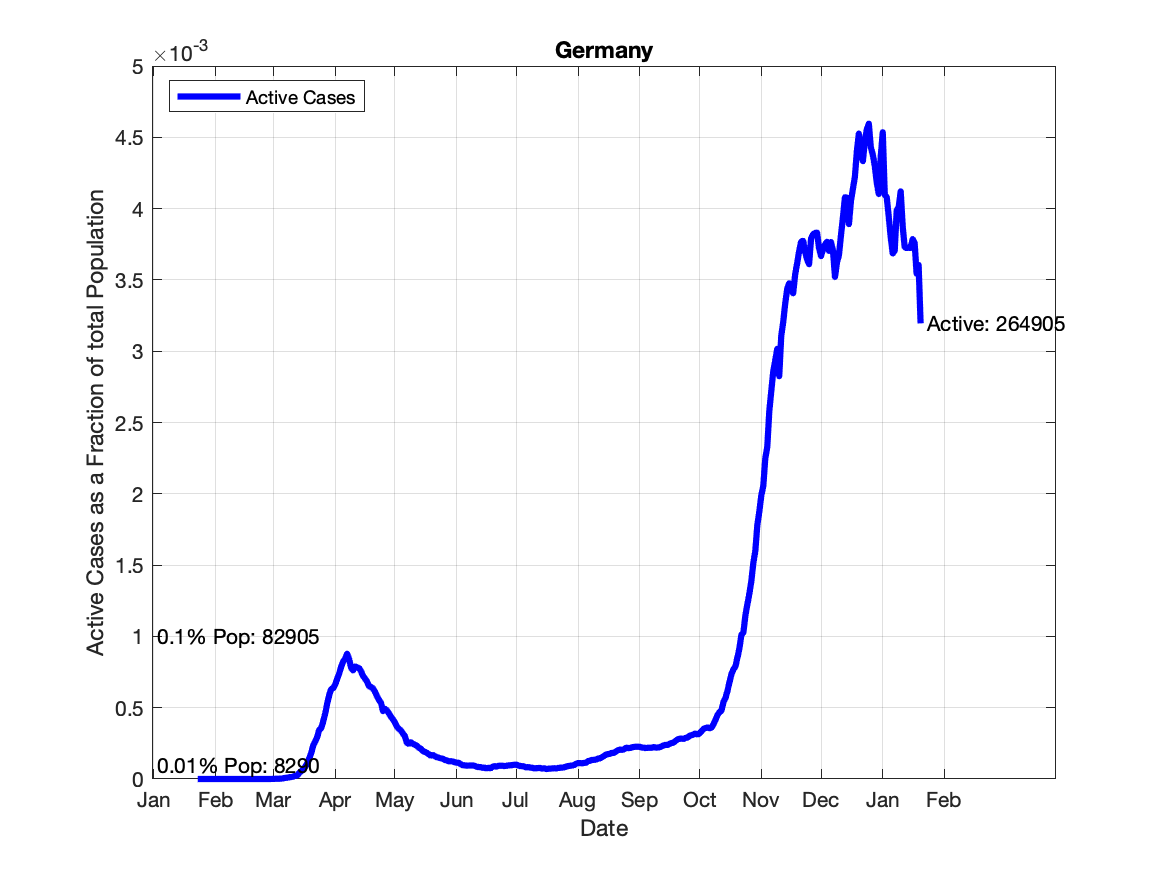 Germany
×10-3
Active Cases
5
4.5
4
3.5
3
2.5
2
1.5
1
0.5
0
Active Cases as a Fraction of total Population
Active: 264905
0.1% Pop: 82905
0.01% Pop: 8290
Jan Feb Mar Apr May Jun Jul Aug Sep Oct Nov Dec Jan Feb
Date